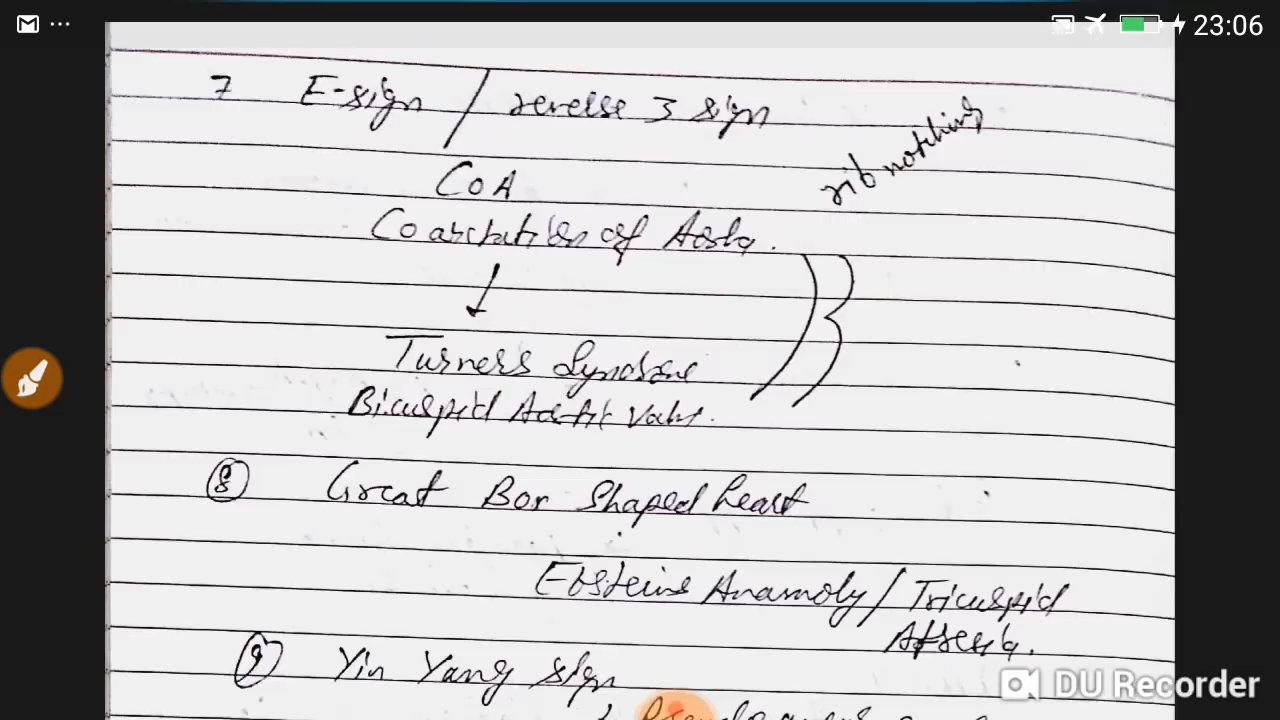 23:06
7 E-sign / reverse 3 sign
rib notching
CoA
Coarctation of Aorta.
Turners Syndrome
Bicuspid Aortic Valve.
8 Great Box Shaped heart
Ebsteins Anamoly / Tricuspid
Atresia.
9 Yin Yang sign
DU Recorder